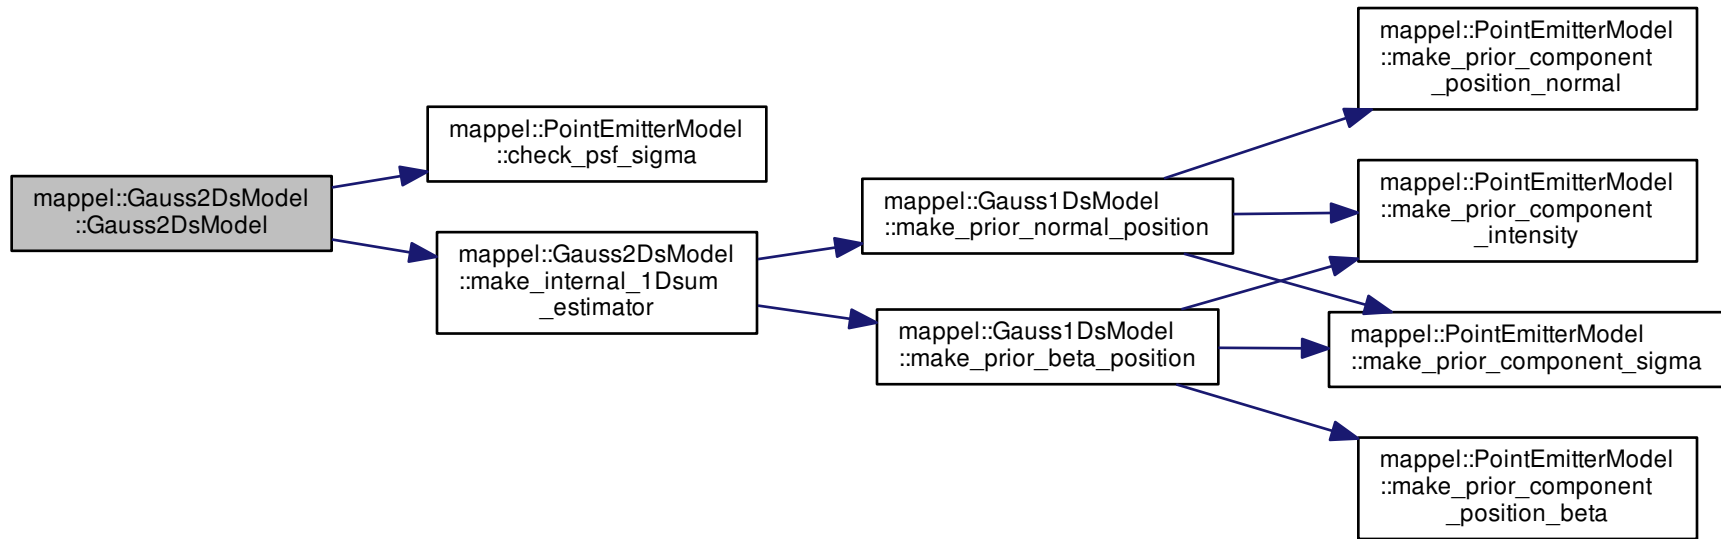 mappel::Gauss2DsModel
::Gauss2DsModel
mappel::PointEmitterModel
::check_psf_sigma
mappel::Gauss2DsModel
::make_internal_1Dsum
_estimator
mappel::Gauss1DsModel
::make_prior_normal_position
mappel::Gauss1DsModel
::make_prior_beta_position
mappel::PointEmitterModel
::make_prior_component
_position_normal
mappel::PointEmitterModel
::make_prior_component
_intensity
mappel::PointEmitterModel
::make_prior_component_sigma
mappel::PointEmitterModel
::make_prior_component
_position_beta